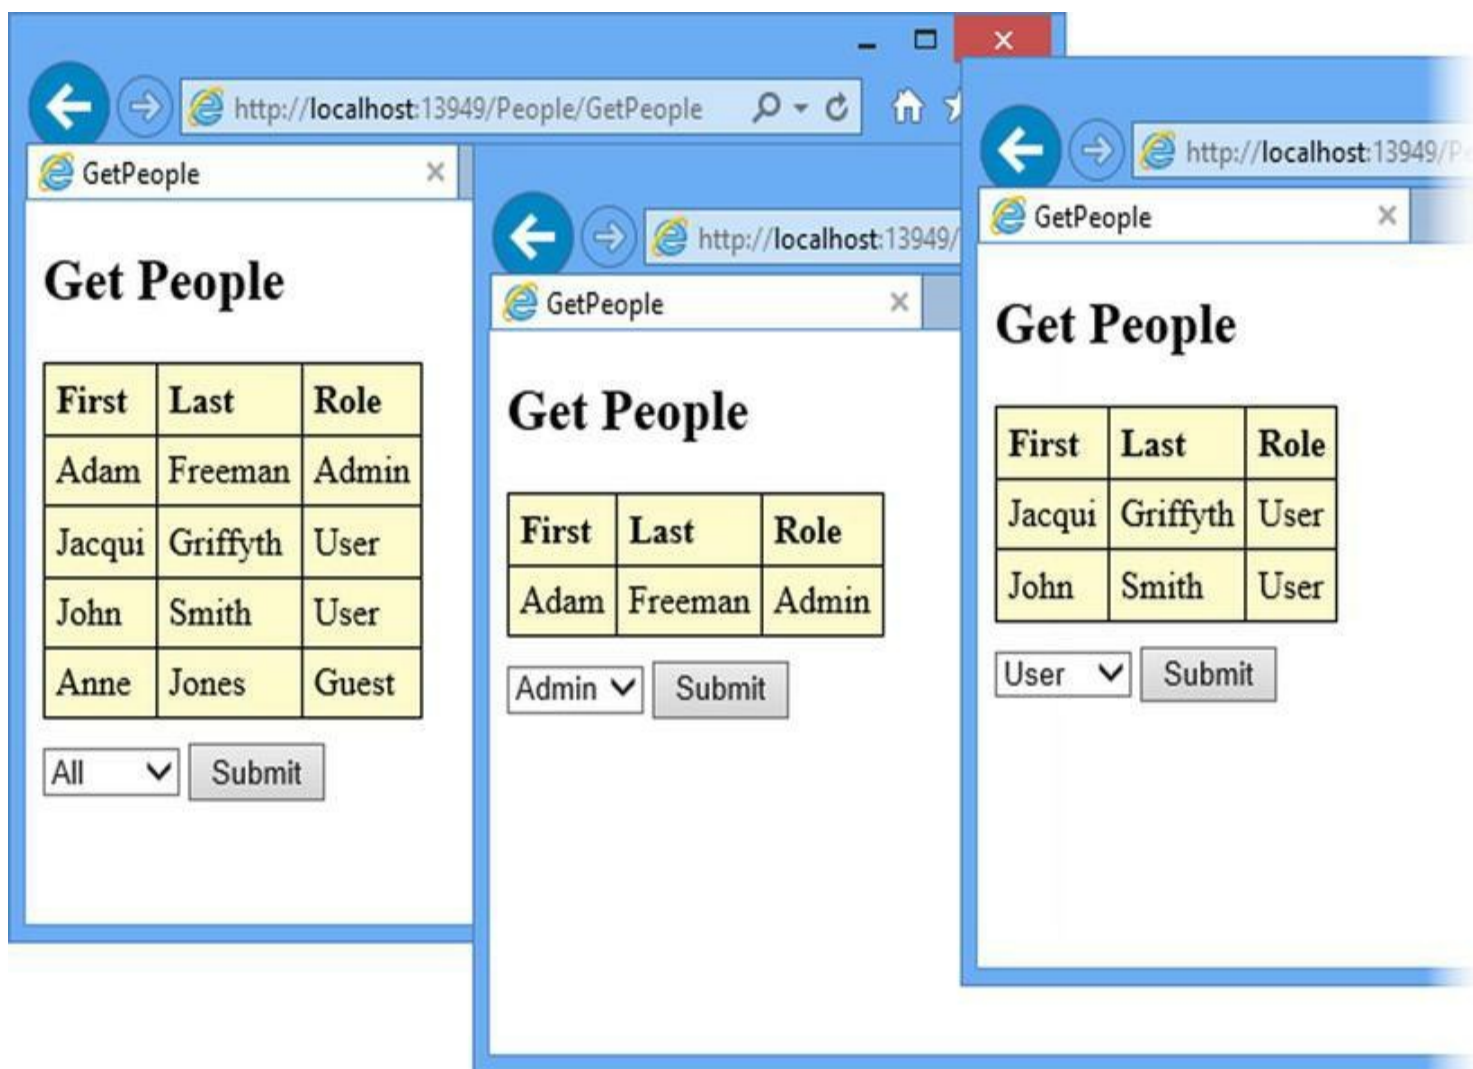 http://localhost:13949/People/GetPeople
GetPeople
Get People
First Last Role
Adam Freeman Admin
Jacqui Griffyth User
John Smith User
Anne Jones Guest
All Submit
http://localhost:13949/
GetPeople
Get People
First Last Role
Adam Freeman Admin
Admin Submit
http://localhost:13949/
GetPeople
Get People
First Last Role
Jacqui Griffyth User
John Smith User
User Submit